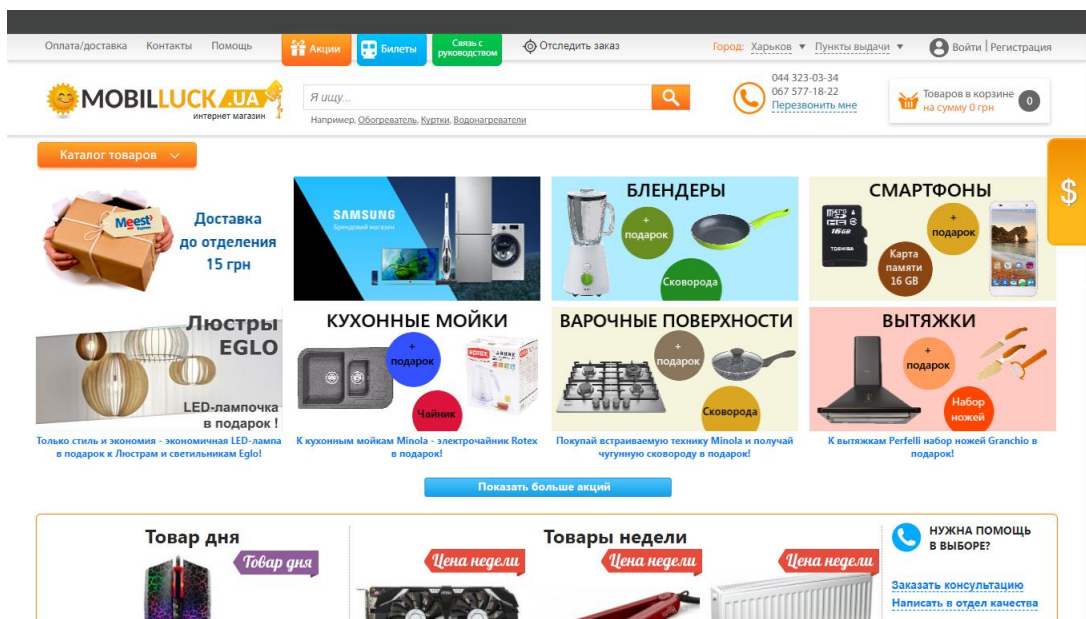 Оплата/доставка Контакты Помощь Акции Билеты Связь с руководством Отследить заказ Город: Харьков Пункты выдачи Войти | Регистрация
MOBILLUCK.UA
интернет магазин
Я ищу...
Например, Обогреватель, Куртки, Водонагреватели
044 323-03-34
067 577-18-22
Перезвонить мне
Товаров в корзине 0
на сумму 0 грн
Каталог товаров
$
Meest
Доставка
до отделения
15 грн
SAMSUNG
Брендовый магазин
БЛЕНДЕРЫ
+
подарок
Сковорода
СМАРТФОНЫ
micro
16GB
TOSHIBA
+
подарок
Карта
памяти
16 GB
Люстры
EGLO
LED-лампочка
в подарок !
КУХОННЫЕ МОЙКИ
+
подарок
Чайник
ROTEX
ВАРОЧНЫЕ ПОВЕРХНОСТИ
+
подарок
Сковорода
ВЫТЯЖКИ
+
подарок
Набор
ножей
Только стиль и экономия - экономичная LED-лампа
в подарок к Люстрам и светильникам Eglo!
К кухонным мойкам Minola - электрочайник Rotex
в подарок!
Покупай встраиваемую технику Minola и получай
чугунную сковороду в подарок!
К вытяжкам Perfelli набор ножей Granchio в
подарок!
Показать больше акций
Товар дня
Товар дня
Товары недели
Цена недели
Цена недели
Цена недели
НУЖНА ПОМОЩЬ
В ВЫБОРЕ?
Заказать консультацию
Написать в отдел качества